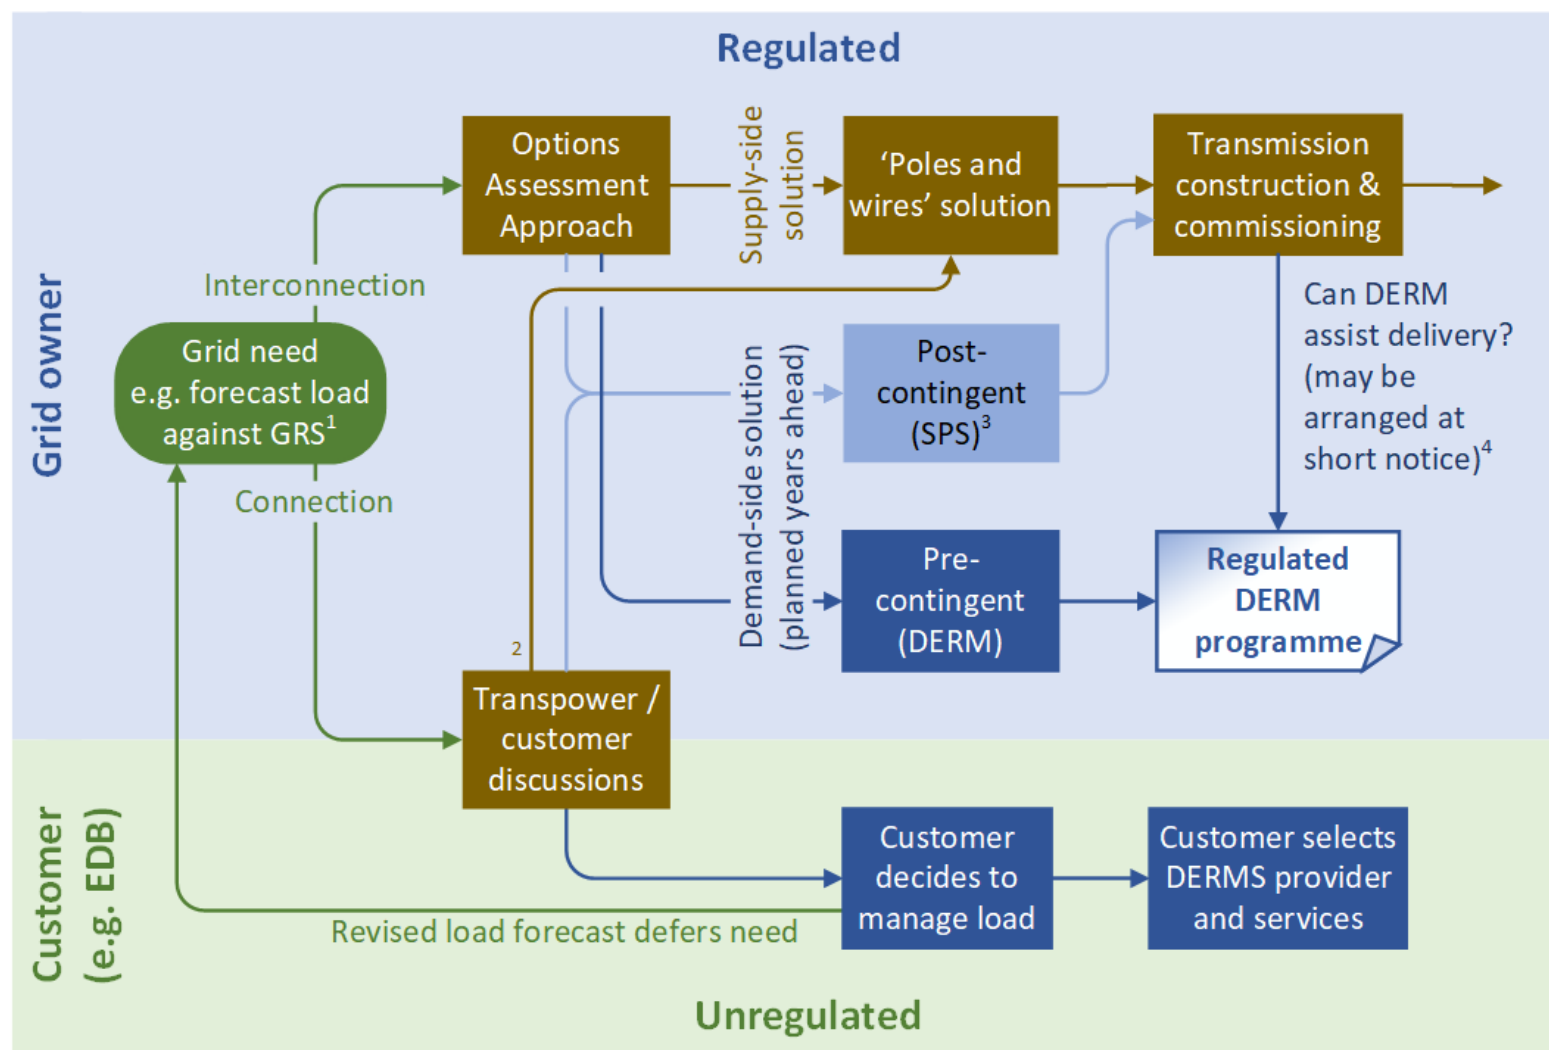 Regulated
Grid owner
Options
Assessment
Approach
Supply-side
solution
‘Poles and
wires’ solution
Transmission
construction &
commissioning
Interconnection
Grid need
e.g. forecast load
against GRS1
Connection
Demand-side solution
(planned years ahead)
Post-
contingent
(SPS)3
Can DERM
assist delivery?
(may be
arranged at
short notice)4
Pre-
contingent
(DERM)
Regulated
DERM
programme
2
Transpower /
customer
discussions
Customer
(e.g. EDB)
Customer
decides to
manage load
Customer selects
DERMS provider
and services
Revised load forecast defers need
Unregulated